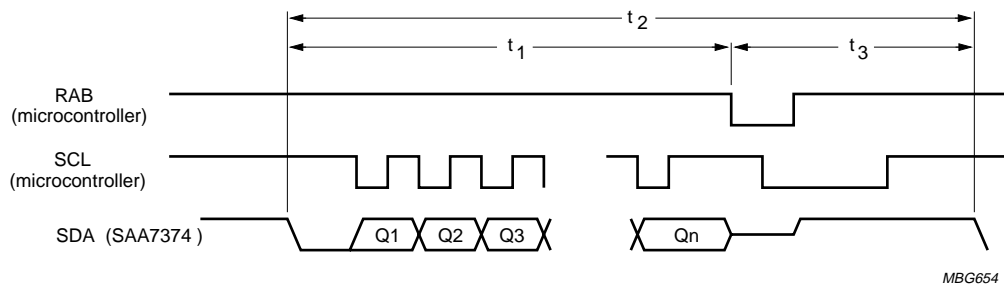 t2
t1
t3
RAB
(microcontroller)
SCL
(microcontroller)
SDA (SAA7374 )
Q1 Q2 Q3 Qn
MBG654